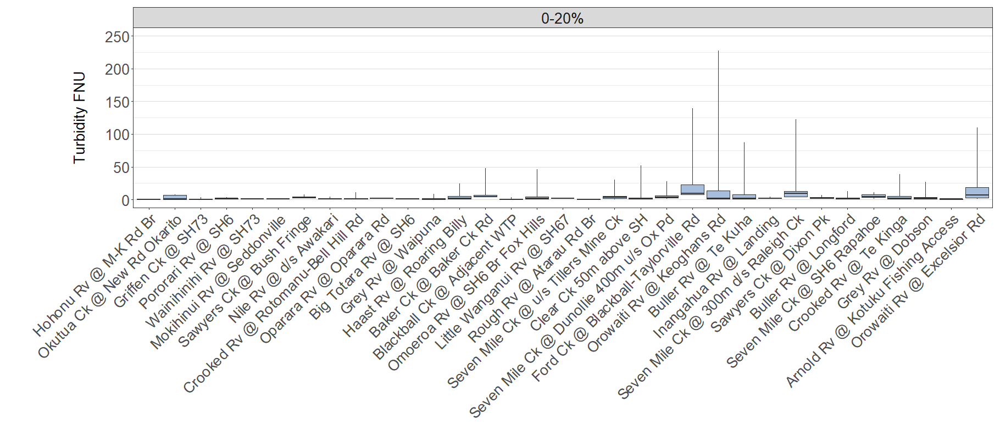 0-20%
250
200
150
100
50
0
Turbidity FNU
Hohonu Rv @ M-K Rd Br
Okutua Ck @ New Rd Okarito
Griffen Ck @ SH73
Pororari Rv @ SH6
Wainihinihi Rv @ SH73
Mokihinui Rv @ Seddonville
Sawyers Ck @ Bush Fringe
Nile Rv @ d/s Awakari
Crooked Rv @ Rotomanu-Bell Hill Rd
Oparara Rv @ Oparara Rd
Big Totara Rv @ SH6
Grey Rv @ Waipuna
Haast Rv @ Roaring Billy
Baker Ck @ Baker Ck Rd
Blackball Ck @ Adjacent WTP
Omoeroa Rv @ SH6 Br Fox Hills
Little Wanganui Rv @ SH67
Rough Rv @ Atarau Rd Br
Seven Mile Ck @ u/s Tillers Mine Ck
Clear Ck 50m above SH
Seven Mile Ck @ Dunollie 400m u/s Ox Pd
Ford Ck @ Blackball-Taylorville Rd
Orowaiti Rv @ Keoghans Rd
Buller Rv @ Te Kuha
Inangahua Rv @ Landing
Seven Mile Ck @ 300m d/s Raleigh Ck
Sawyers Ck @ Dixon Pk
Buller Rv @ Longford
Seven Mile Ck @ SH6 Rapahoe
Crooked Rv @ Te Kinga
Grey Rv @ Dobson
Arnold Rv @ Kotuku Fishing Access
Orowaiti Rv @ Excelsior Rd